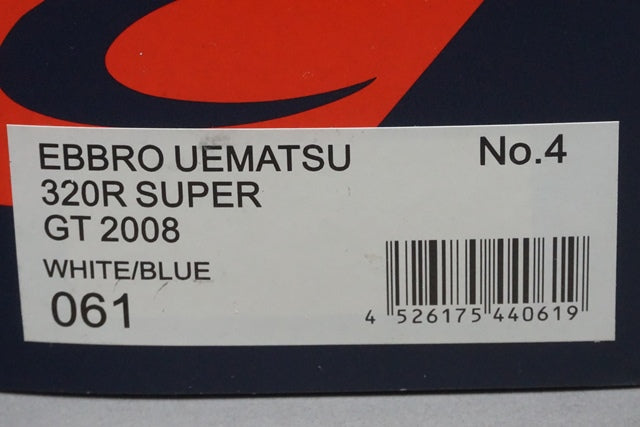 EBBRO UEMATSU No.4
320R SUPER
GT 2008
WHITE/BLUE
061
4 526175 440619